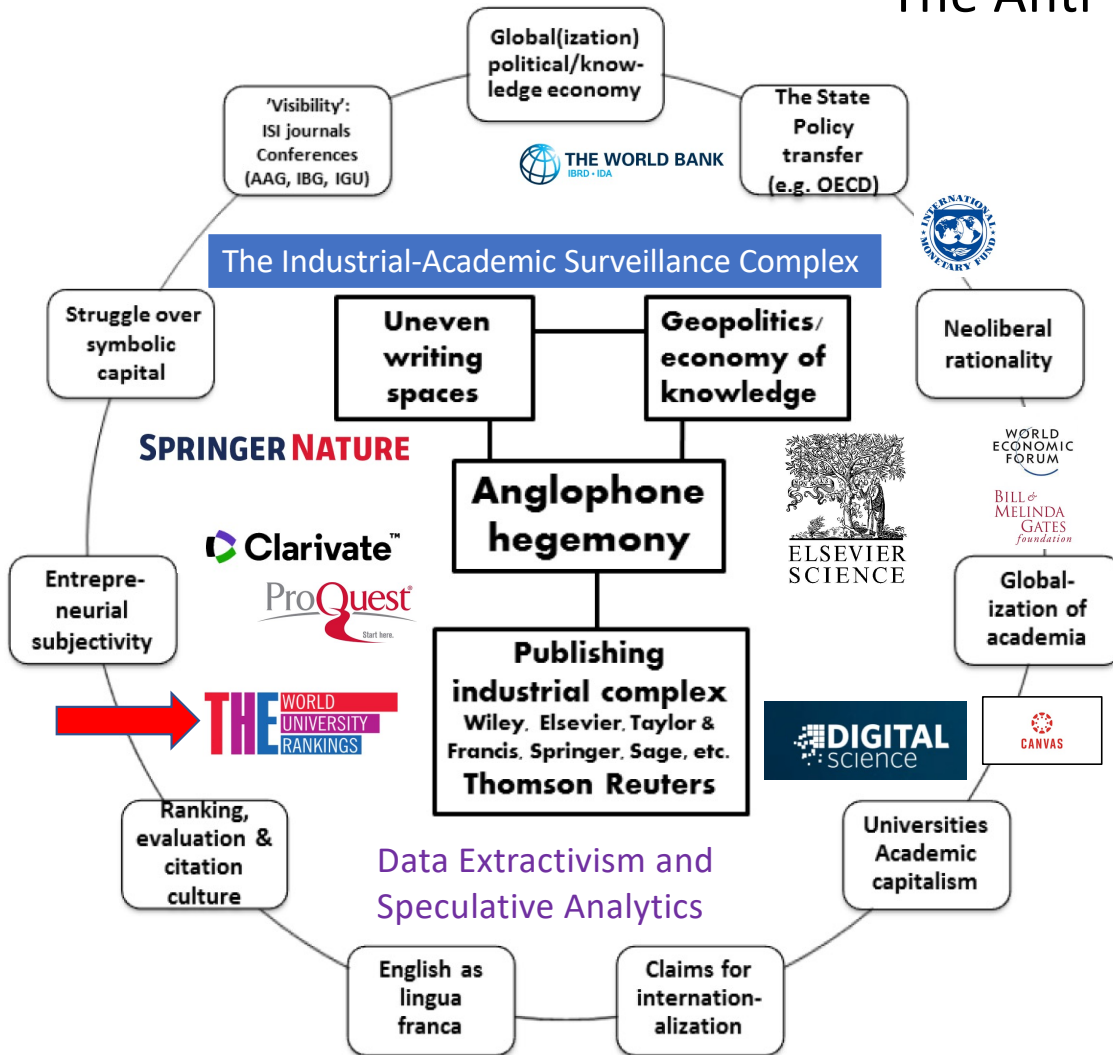 The Anti
Global(ization)
political/know-
ledge economy
'Visibility':
ISI journals
Conferences
(AAG, IBG, IGU)
The State
Policy
transfer
(e.g. OECD)
THE WORLD BANK
IBRD • IDA
INTERNATIONAL
MONETARY FUND
The Industrial-Academic Surveillance Complex
Struggle over
symbolic
capital
Uneven
writing
spaces
Geopolitics/
economy of
knowledge
Neoliberal
rationality
SPRINGER NATURE
WORLD
ECONOMIC
FORUM
Anglophone
hegemony
BILL &
MELINDA
GATES
foundation
ELSEVIER
SCIENCE
Clarivate™
ProQuest®
Start here.
Entrepre-
neurial
subjectivity
Global-
ization of
academia
Publishing
industrial complex
Wiley, Elsevier, Taylor &
Francis, Springer, Sage, etc.
Thomson Reuters
THE WORLD
UNIVERSITY
RANKINGS
DIGITAL
science
CANVAS
Ranking,
evaluation &
citation
culture
Universities
Academic
capitalism
Data Extractivism and
Speculative Analytics
English as
lingua
franca
Claims for
internation-
alization